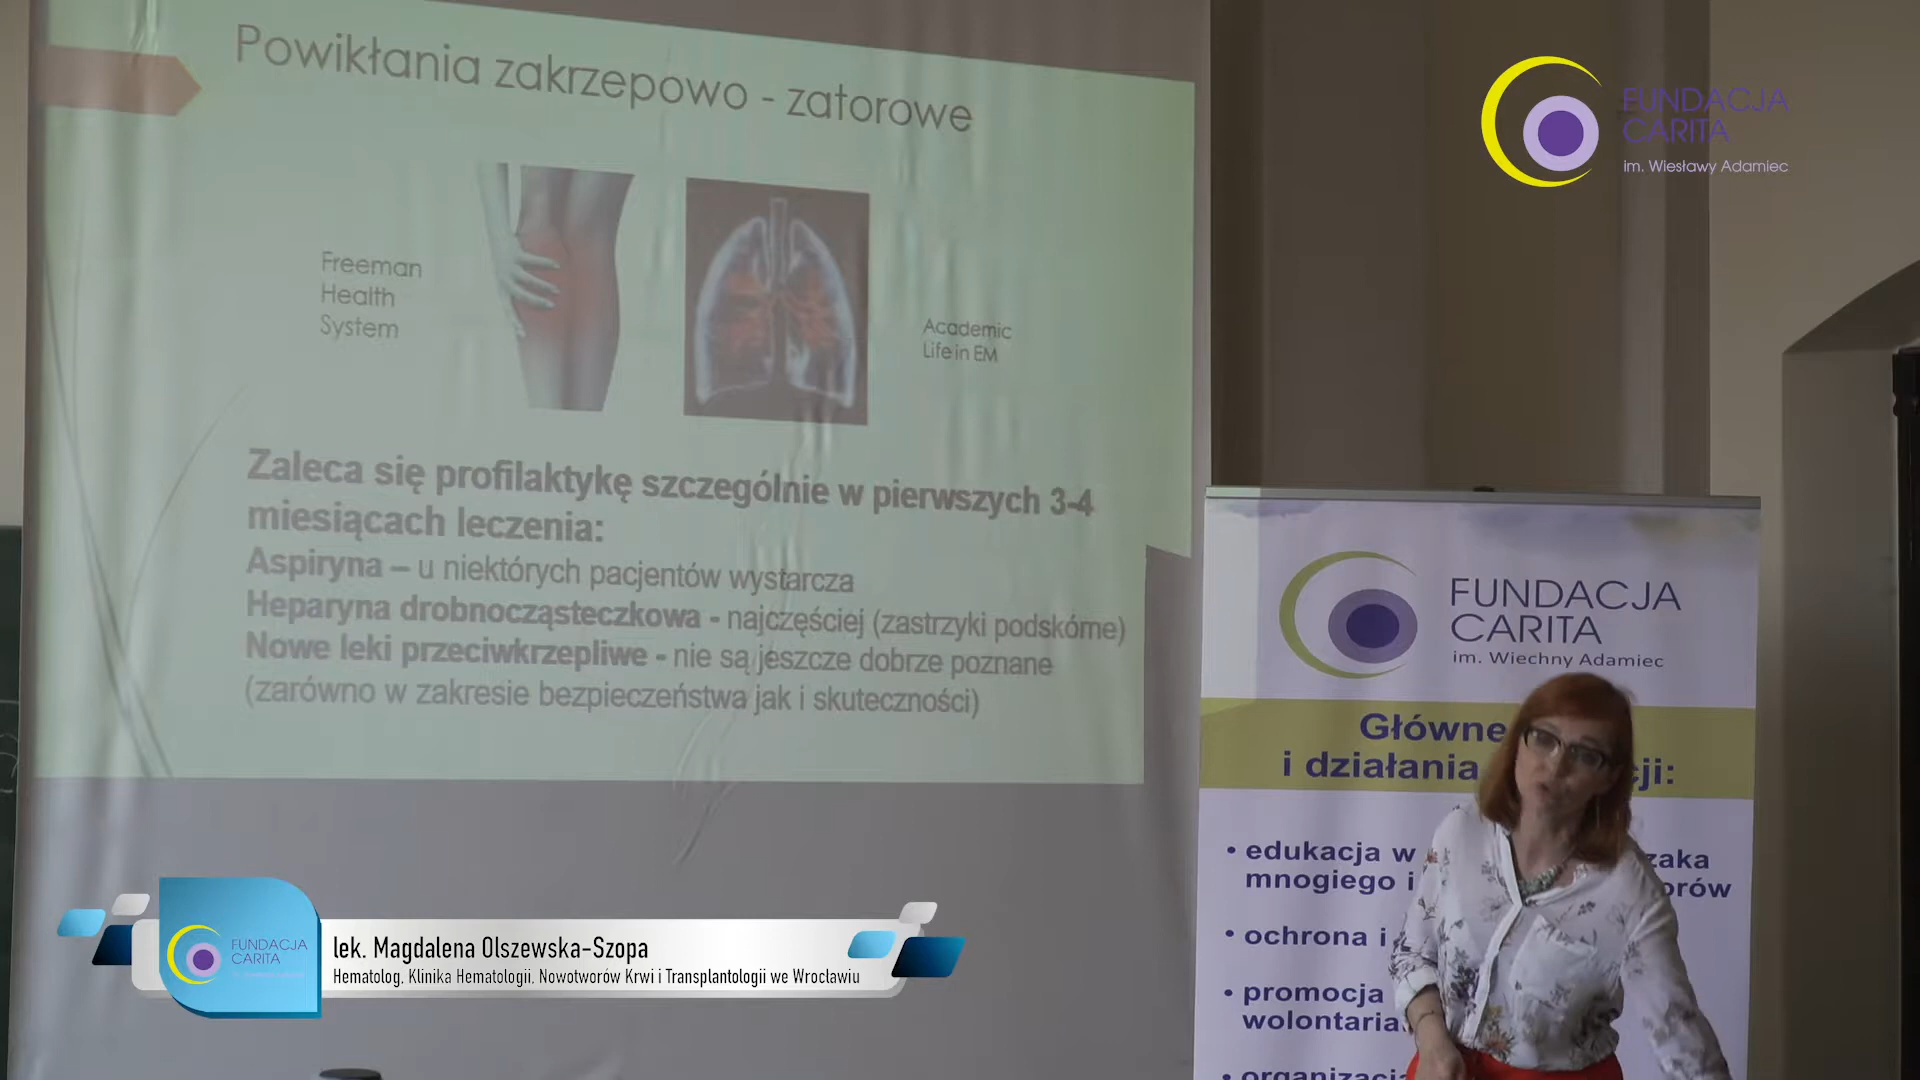 Powikłania zakrzepowo - zatorowe
Freeman
Health
System
Academic
Life in EM
Zaleca się profilaktykę szczególnie w pierwszych 3-4
miesiącach leczenia:
Aspiryna – u niektórych pacjentów wystarcza
Heparyna drobnocząsteczkowa - najczęściej (zastrzyki podskórne)
Nowe leki przeciwkrzepliwe - nie są jeszcze dobrze poznane
(zarówno w zakresie bezpieczeństwa jak i skuteczności)
FUNDACJA
CARITA
im. Wiesławy Adamiec
FUNDACJA
CARITA
im. Wiechny Adamiec
Główne
i działania
• edukacja w
mnogiego i
• ochrona i
• promocja
• organizacja
FUNDACJA
CARITA
lek. Magdalena Olszewska-Szopa
Hematolog, Klinika Hematologii, Nowotworów Krwi i Transplantologii we Wrocławiu